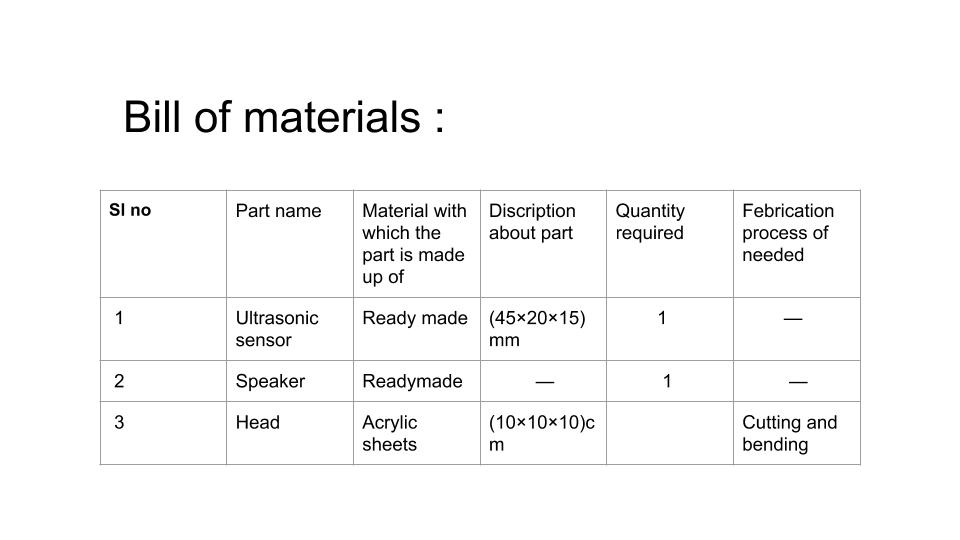 Bill of materials :
Sl no
Part name
Material with
which the
part is made
up of
Discription
about part
Quantity
required
Febrication
process of
needed
1
Ultrasonic
sensor
Ready made
(45×20×15)
mm
1
—
2
Speaker
Readymade
—
1
—
3
Head
Acrylic
sheets
(10×10×10)c
m
Cutting and
bending